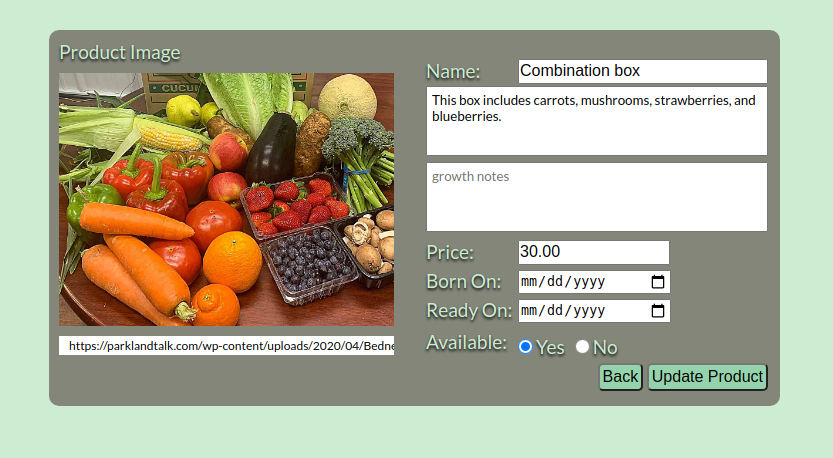 Product Image
CUCU
https://parklandtalk.com/wp-content/uploads/2020/04/Bedne
Name: Combination box
This box includes carrots, mushrooms, strawberries, and
blueberries.
growth notes
Price: 30.00
Born On: mm/dd/yyyy
Ready On: mm/dd/yyyy
Available: Yes No
Back Update Product